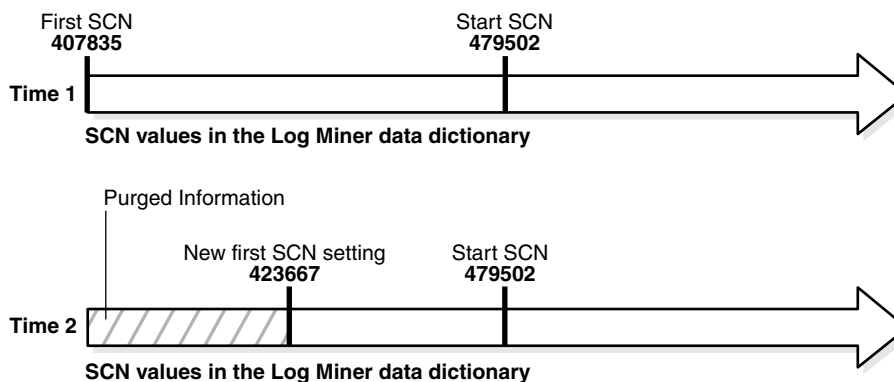 First SCN
407835
Start SCN
479502
Time 1
SCN values in the Log Miner data dictionary
Purged Information
New first SCN setting
423667
Start SCN
479502
Time 2
SCN values in the Log Miner data dictionary